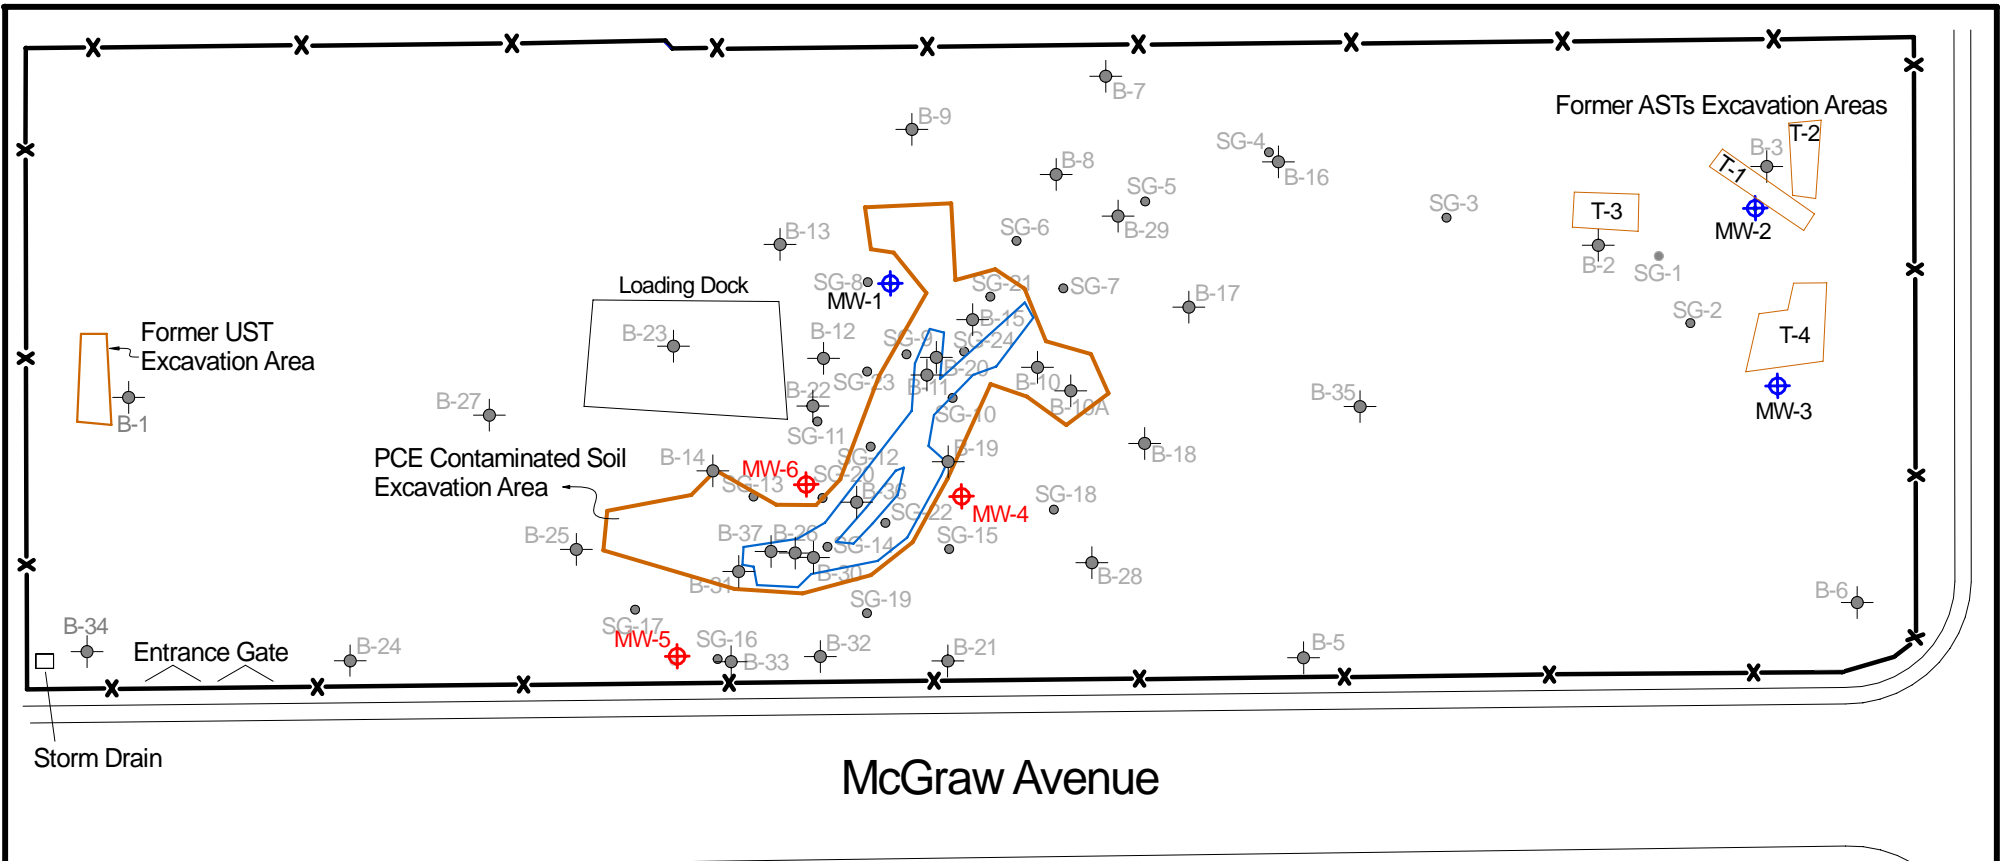 B-7
Former ASTs Excavation Areas
B-9
T-2
SG-4
B-3
B-8
B-16
T-1
SG-5
SG-3
T-3
B-29
MW-2
B-13
SG-6
B-2
SG-1
Loading Dock
SG-8
MW-1
SG-21
SG-7
B-17
SG-2
Former UST
Excavation Area
B-23
B-12
SG-9
B-15
SG-24
T-4
B-20
SG-23
B-11
B-10
B-22
B-35
B-10A
MW-3
B-27
B-1
SG-10
SG-11
PCE Contaminated Soil
Excavation Area
B-14
MW-6
SG-12
B-19
B-18
SG-20
SG-13
B-36
SG-18
MW-4
SG-22
B-25
B-37
B-26
SG-14
SG-15
B-30
B-28
B-31
SG-19
B-6
SG-17
B-34
MW-5
SG-16
Entrance Gate
B-24
B-33
B-32
B-21
B-5
Storm Drain
McGraw Avenue